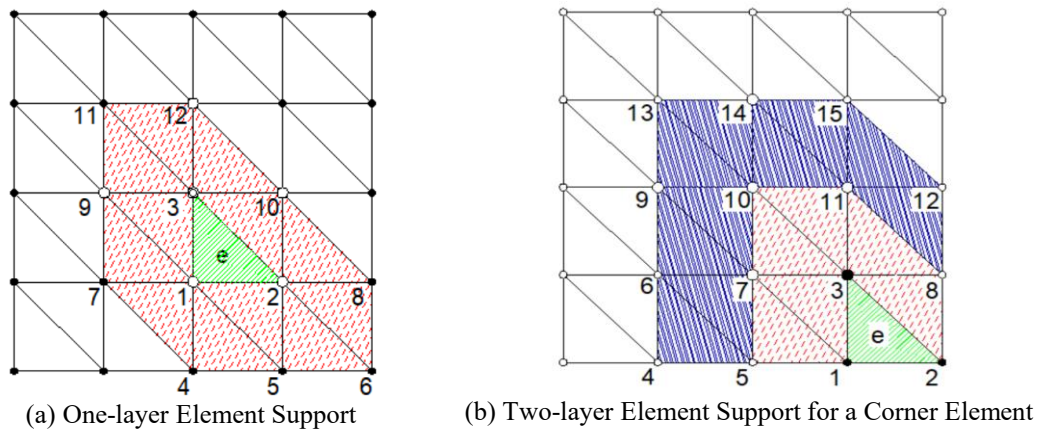 11 12
9 3 10
e
7 1 2 8
4 5 6
(a) One-layer Element Support
13 14 15
9 10 11 12
6 7 3 8
e
4 5 1 2
(b) Two-layer Element Support for a Corner Element